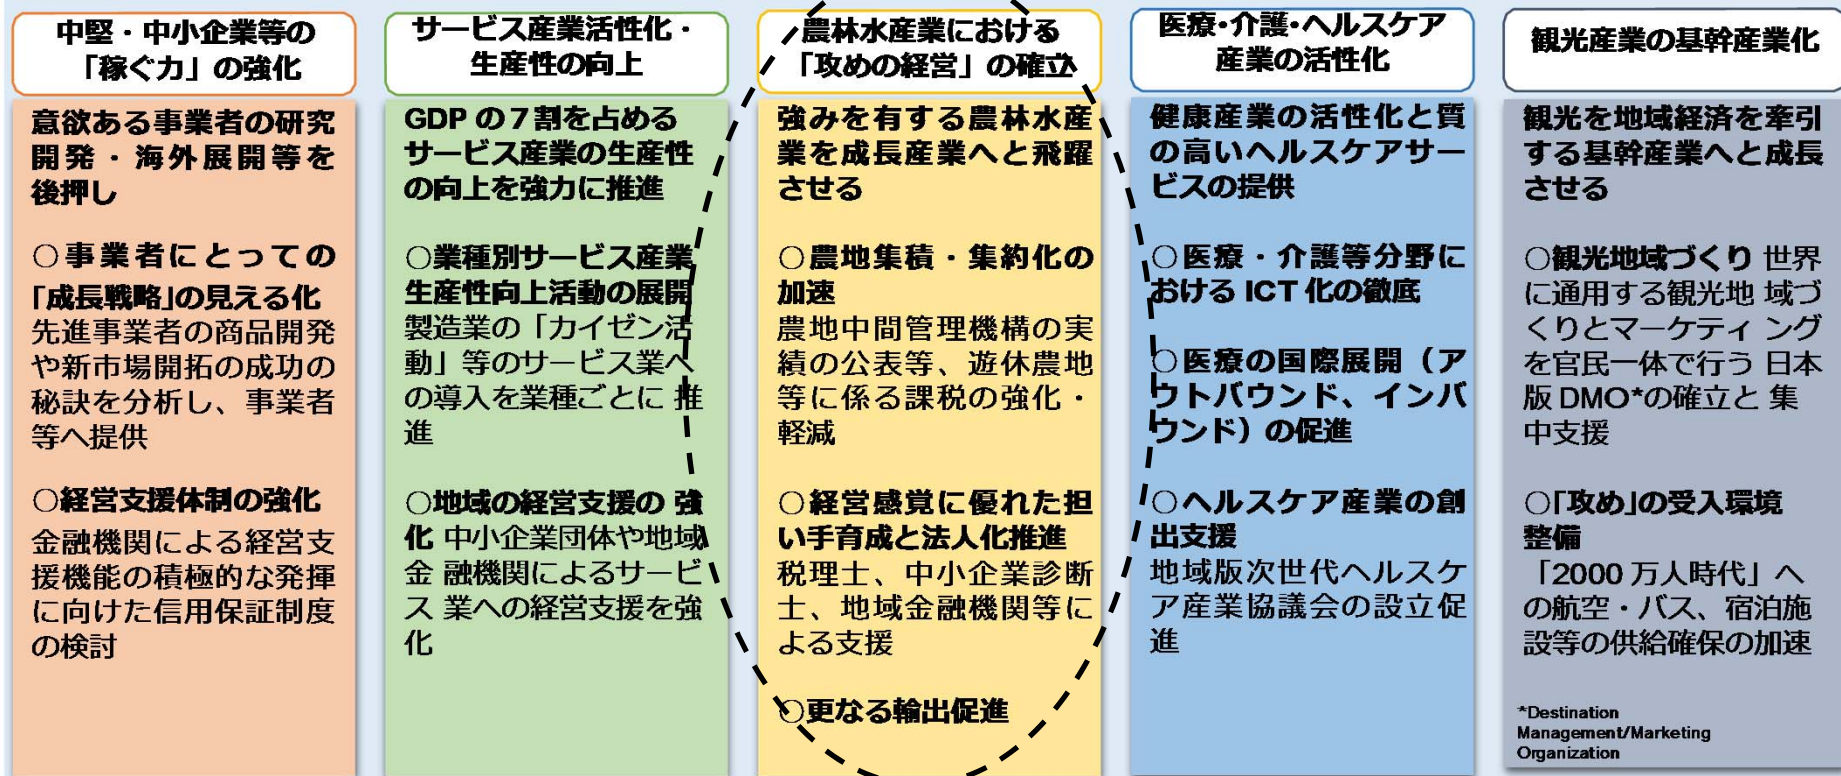 中堅・中小企業等の
「稼ぐ力」の強化
意欲ある事業者の研究
開発・海外展開等を
後押し
○事業者にとっての
「成長戦略」の見える化
先進事業者の商品開発
や新市場開拓の成功の
秘訣を分析し、事業者
等へ提供
○経営支援体制の強化
金融機関による経営支
援機能の積極的な発揮
に向けた信用保証制度
の検討
サービス産業活性化・
生産性の向上
GDP の７割を占める
サービス産業の生産性
の向上を強力に推進
○業種別サービス産業
生産性向上活動の展開
製造業の「カイゼン活
動」等のサービス業へ
の導入を業種ごとに 推
進
○地域の経営支援の 強
化 中小企業団体や地域
金 融機関によるサービ
ス 業への経営支援を強
化
農林水産業における
「攻めの経営」の確立
強みを有する農林水産
業を成長産業へと飛躍
させる
○農地集積・集約化の
加速
農地中間管理機構の実
績の公表等、遊休農地
等に係る課税の強化・
軽減
○経営感覚に優れた担
い手育成と法人化推進
税理士、中小企業診断
士、地域金融機関等に
よる支援
○更なる輸出促進
医療・介護・ヘルスケア
産業の活性化
健康産業の活性化と質
の高いヘルスケアサー
ビスの提供
○医療・介護等分野に
おける ICT 化の徹底
○医療の国際展開（ア
ウトバウンド、インバ
ウンド）の促進
○ヘルスケア産業の創
出支援
地域版次世代ヘルスケ
ア産業協議会の設立促
進
観光産業の基幹産業化
観光を地域経済を牽引
する基幹産業へと成長
させる
○観光地域づくり 世界
に通用する観光地 域づ
くりとマーケティ ング
を官民一体で行う 日本
版 DMO*の確立と 集
中支援
○「攻め」の受入環境
整備
「2000 万人時代」へ
の航空・バス、宿泊施
設等の供給確保の加速
*Destination
Management/Marketing
Organization